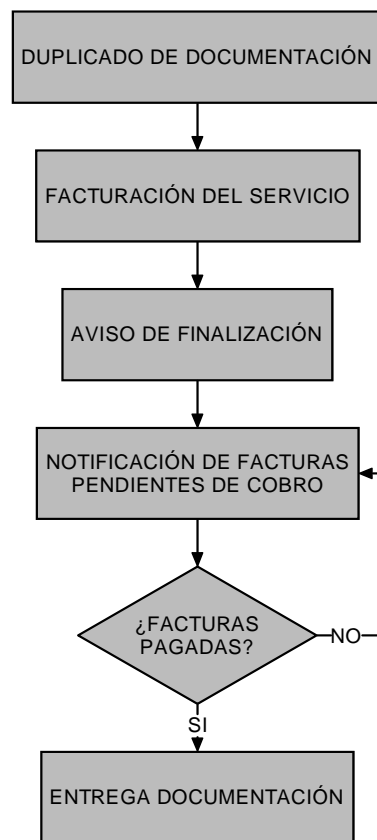 DUPLICADO DE DOCUMENTACIÓN
FACTURACIÓN DEL SERVICIO
AVISO DE FINALIZACIÓN
NOTIFICACIÓN DE FACTURAS
PENDIENTES DE COBRO
¿FACTURAS
PAGADAS?
NO
SI
ENTREGA DOCUMENTACIÓN